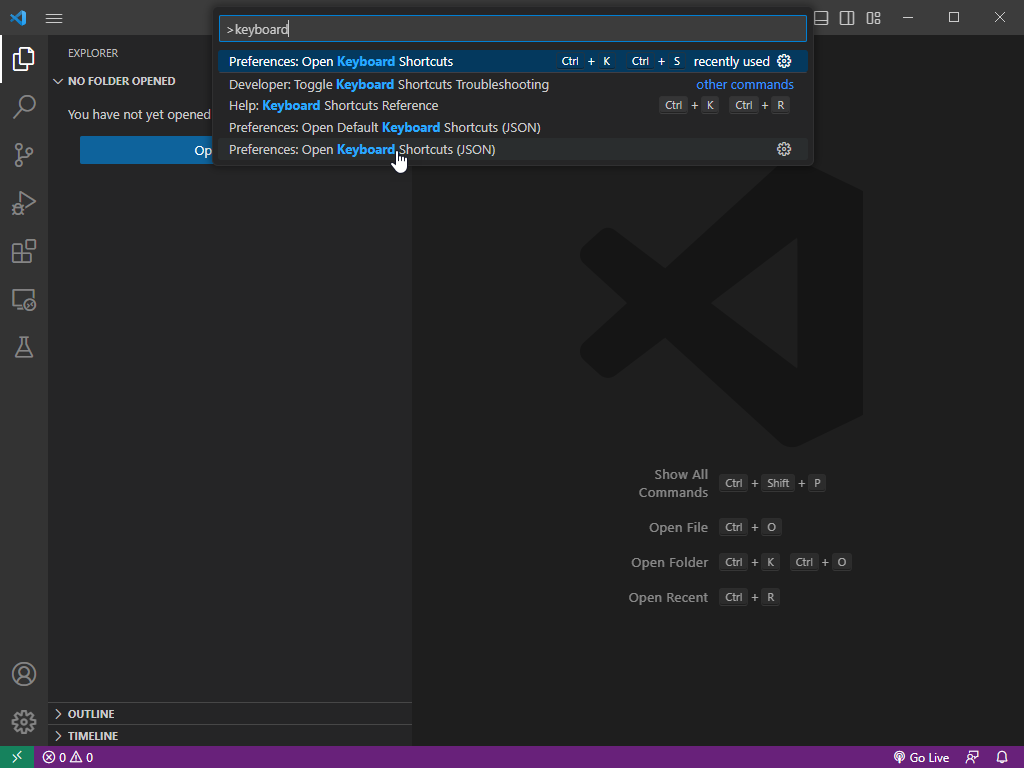 >keyboard
Preferences: Open Keyboard Shortcuts Ctrl + K Ctrl + S recently used
Developer: Toggle Keyboard Shortcuts Troubleshooting other commands
Help: Keyboard Shortcuts Reference Ctrl + K Ctrl + R
Preferences: Open Default Keyboard Shortcuts (JSON)
Preferences: Open Keyboard Shortcuts (JSON)
EXPLORER
NO FOLDER OPENED
You have not yet opened
Op
Show All Commands Ctrl + Shift + P
Open File Ctrl + O
Open Folder Ctrl + K Ctrl + O
Open Recent Ctrl + R
OUTLINE
TIMELINE
0 0 Go Live